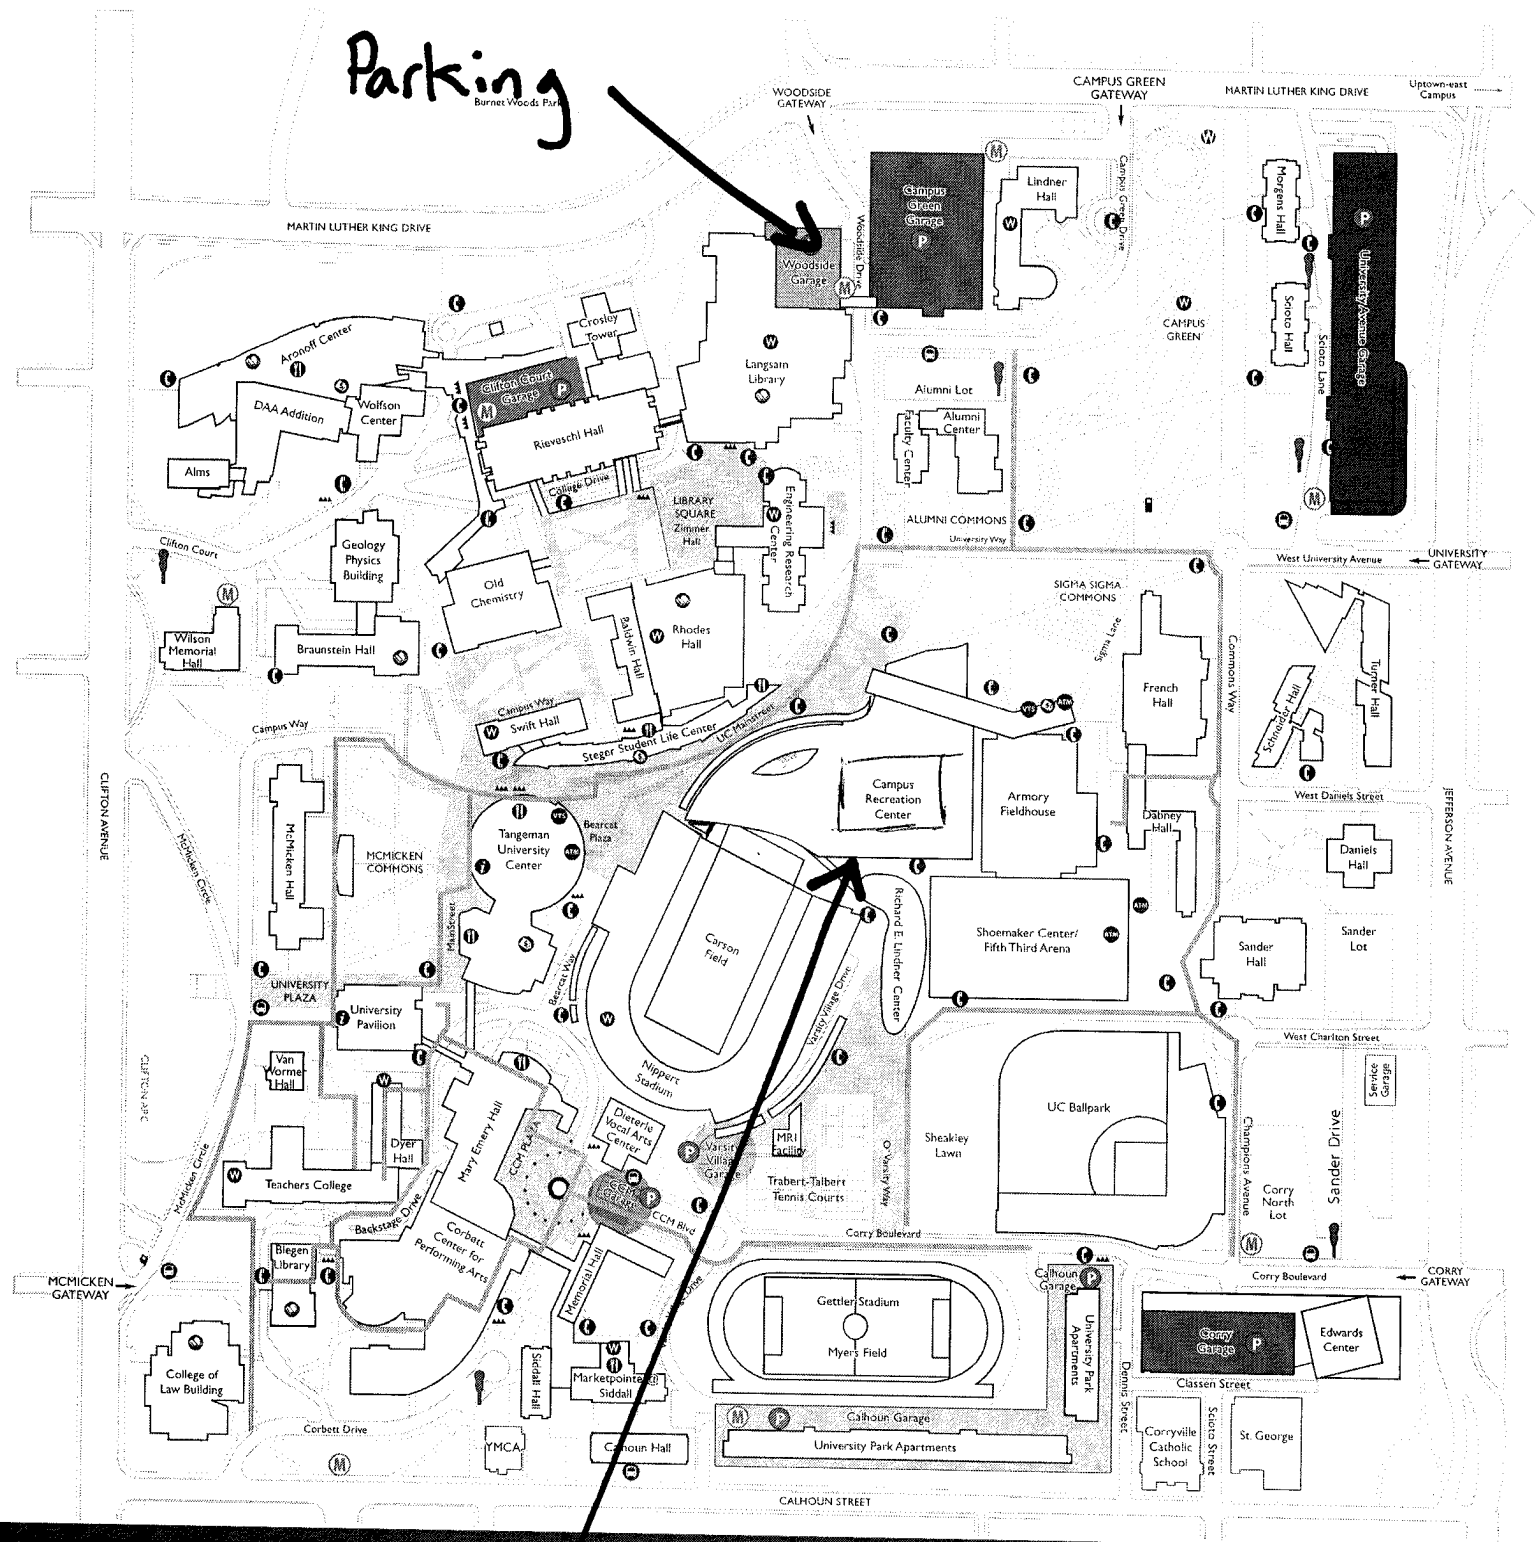 Parking
Burnet Woods Park
WOODSIDE
GATEWAY
CAMPUS GREEN
GATEWAY
MARTIN LUTHER KING DRIVE
Uptown-east
Campus
W
M
Campus
Green
Garage
P
Lindner
Hall
W
Campus Green Drive
Morgens Hall
P
University Avenue Garage
MARTIN LUTHER KING DRIVE
Woodside
Garage
Woodside Drive
M
W
CAMPUS
GREEN
Scioto Hall
Scioto Lane
Aronoff Center
Crosley
Tower
W
Langsam
Library
Clifton Court
Garage
P
M
Alumni Lot
DAA Addition
Wolfson
Center
Rieveschl Hall
Faculty Center
Alumni
Center
Alms
College Drive
LIBRARY
SQUARE
Zimmer
Hall
W
Engineering Research
Center
ALUMNI COMMONS
University Way
M
Clifton Court
Geology
Physics
Building
Old
Chemistry
West University Avenue
UNIVERSITY
GATEWAY
SIGMA SIGMA
COMMONS
M
Wilson
Memorial
Hall
Braunstein Hall
Baldwin Hall
W
Rhodes
Hall
Sigma Lane
French
Hall
Commons Way
Schneider Hall
Turner Hall
Campus Way
Campus Way
W
Swift Hall
Steger Student Life Center
UC Mainstreet
VTS
ATM
CLIFTON AVENUE
McMicken Circle
McMicken Hall
MCMICKEN
COMMONS
Tangeman
University
Center
VTS
ATM
Bearcat
Plaza
Campus
Recreation
Center
Armory
Fieldhouse
Dabney
Hall
West Daniels Street
Daniels
Hall
JEFFERSON AVENUE
MainStreet
Carson
Field
Richard E. Lindner Center
Shoemaker Center/
Fifth Third Arena
ATM
ATM
Sander
Hall
Sander
Lot
UNIVERSITY
PLAZA
University
Pavilion
Bearcat Way
W
Nippert
Stadium
Varsity Village Drive
West Charlton Street
Van
Wormer
Hall
W
Dyer
Hall
Mary Emery Hall
CCM PLAZA
Dieterle
Vocal Arts
Center
P
Varsity
Village
Garage
MRI
Facility
Trabert-Talbert
Tennis Courts
Varsity Way
Sheakley
Lawn
UC Ballpark
Service
Garage
Champions Avenue
Sander Drive
McMicken Circle
W
Teachers College
Backstage Drive
Corbett
Center for
Performing Arts
P
CCM Blvd
Corry Boulevard
Corry
North
Lot
M
MCMICKEN
GATEWAY
Blegen
Library
Memorial Hall
Gettler Stadium
Myers Field
Calhoun
Garage
P
University Park
Apartments
Corry Boulevard
CORRY
GATEWAY
Corry
Garage
P
Edwards
Center
College of
Law Building
Siddall Hall
W
Marketpointe@
Siddall
Dennis Street
Classen Street
Corbett Drive
M
YMCA
Calhoun Hall
M
P
Calhoun Garage
University Park Apartments
Corryville
Catholic
School
Scioto Street
St. George
CALHOUN STREET